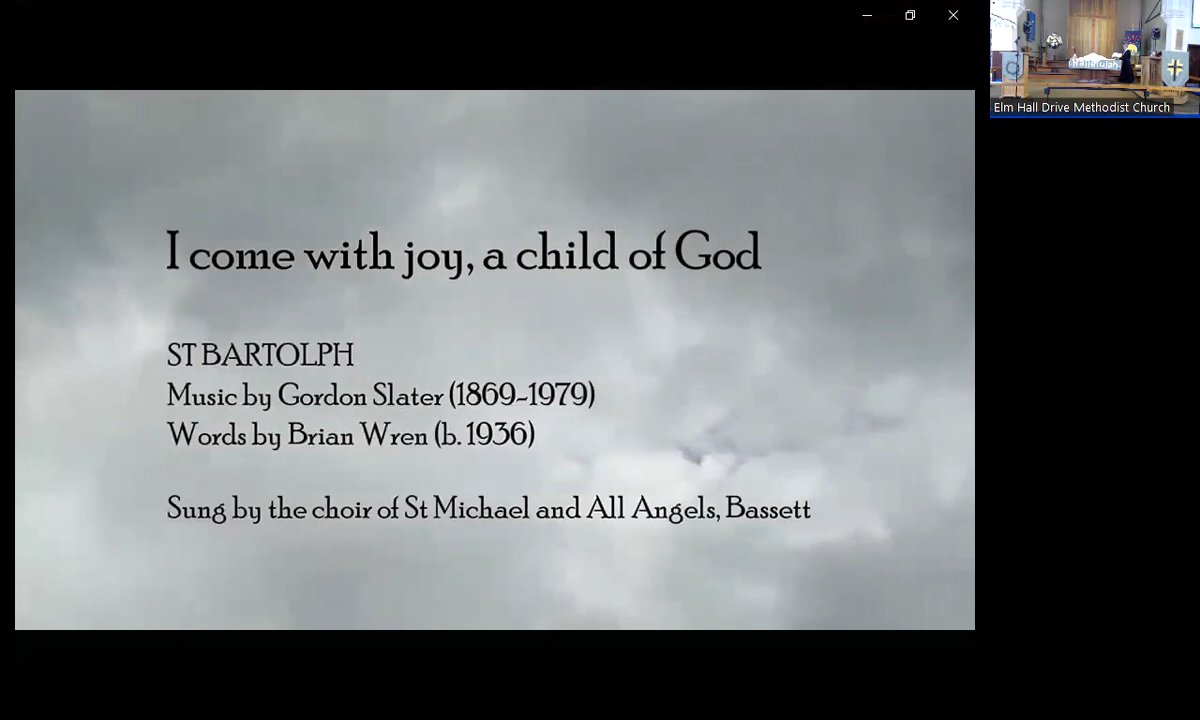 I come with joy, a child of God
ST BARTOLPH
Music by Gordon Slater (1869-1979)
Words by Brian Wren (b. 1936)
Sung by the choir of St Michael and All Angels, Bassett
Elm Hall Drive Methodist Church